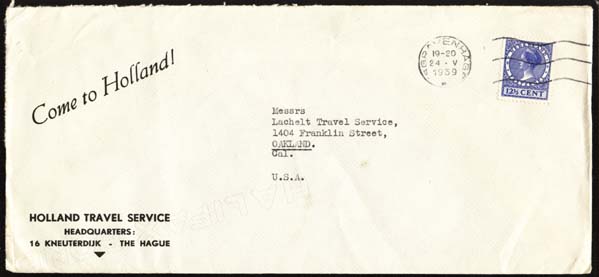 Come to Holland!
'S GRAVENHAGE
19-20
24 - V
1939
12½ CENT
Messrs
Lachelt Travel Service,
1404 Franklin Street,
OAKLAND.
Cal.
U.S.A.
HOLLAND TRAVEL SERVICE
HEADQUARTERS:
16 KNEUTERDIJK - THE HAGUE